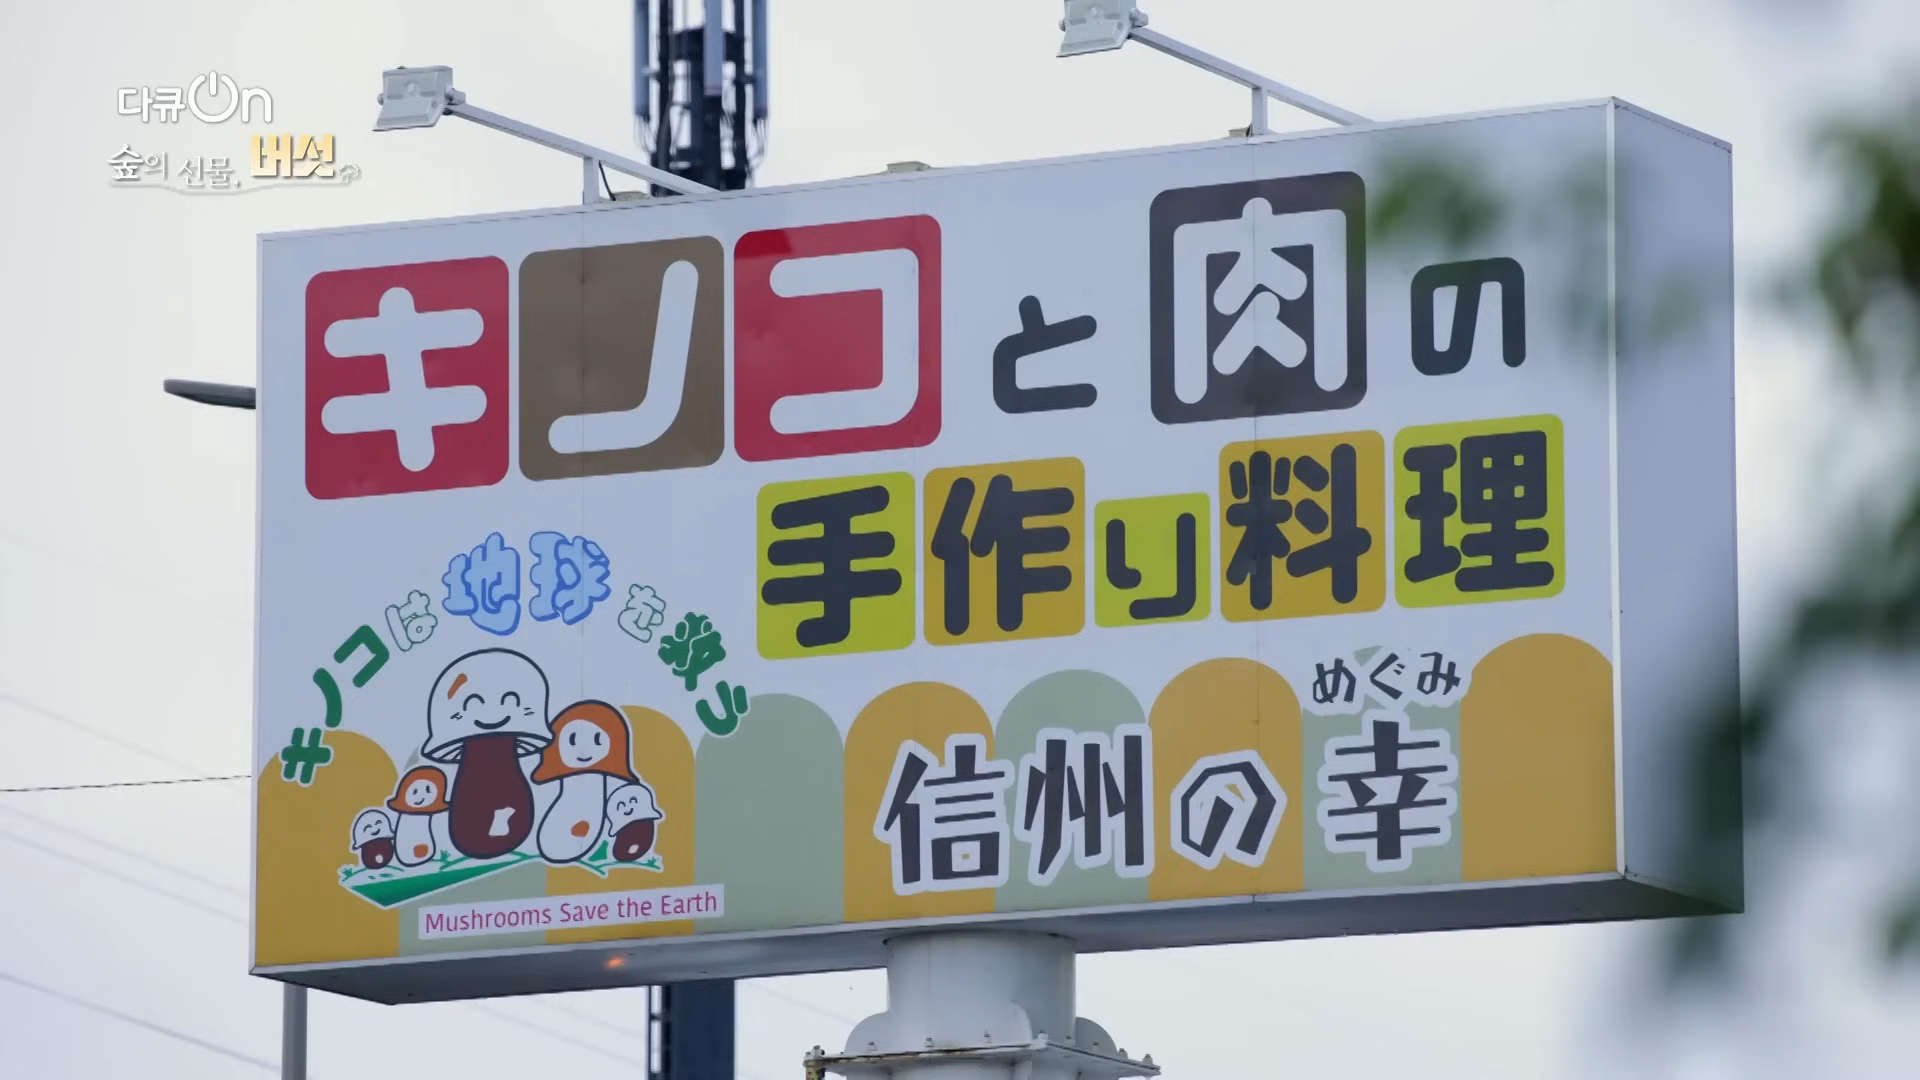 다큐On
숲의 선물, 버섯
キノコと肉の
手作り料理
キノコは地球を救う
めぐみ
信州の幸
Mushrooms Save the Earth